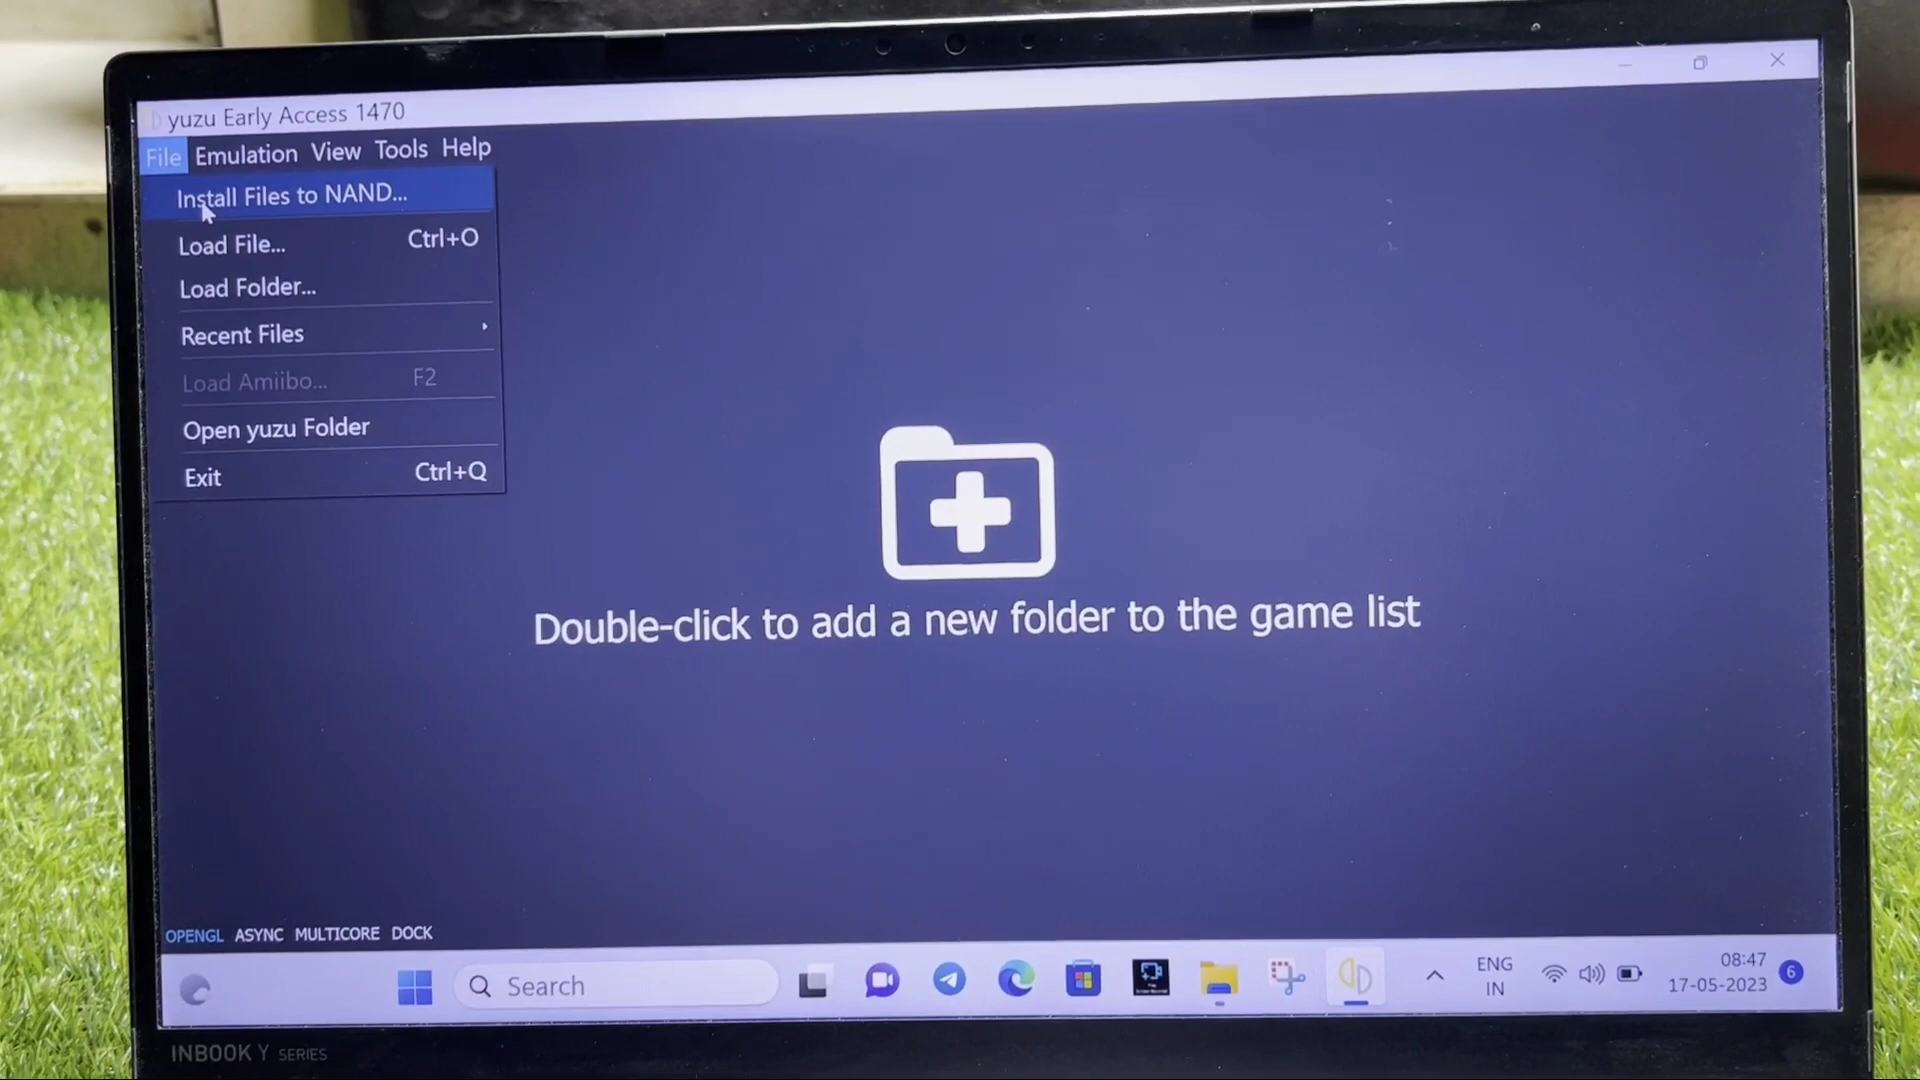 yuzu Early Access 1470
File Emulation View Tools Help
Install Files to NAND...
Load File... Ctrl+O
Load Folder...
Recent Files
Load Amiibo... F2
Open yuzu Folder
Exit Ctrl+Q
Double-click to add a new folder to the game list
OPENGL ASYNC MULTICORE DOCK
Search
ENG
IN
08:47
17-05-2023
6
INBOOK Y SERIES